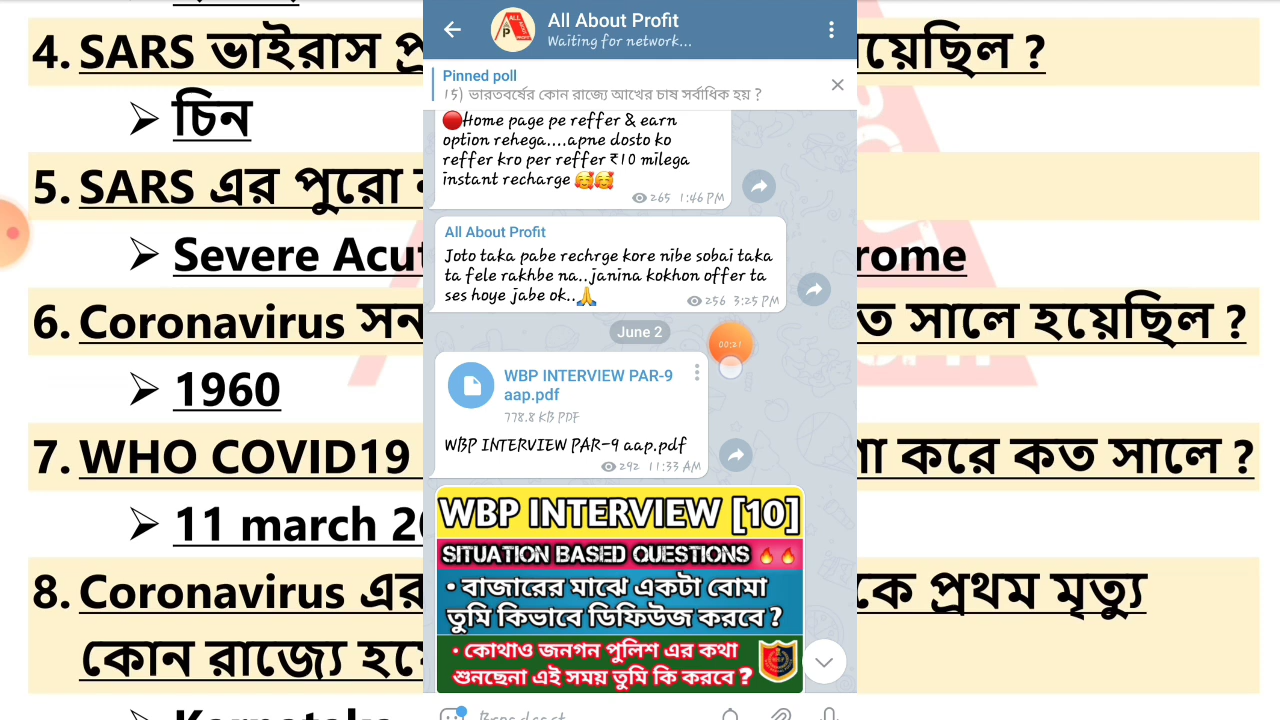 4. SARS ভাইরাস
য়েছিল ?
➢ চিন
5. SARS এর পুরো
➢ Severe Acut
rome
6. Coronavirus সন
ত সালে হয়েছিল ?
➢ 1960
7. WHO COVID19
করে কত সালে ?
➢ 11 march 20
8. Coronavirus এর
কে প্রথম মৃত্যু
কোন রাজ্যে হয়ে
➢ Karnataka
All About Profit
Waiting for network...
Pinned poll
15) ভারতবর্ষের কোন রাজ্যে আখের চাষ সর্বাধিক হয় ?
🔴Home page pe reffer & earn
option rehega....apne dosto ko
reffer kro per reffer ₹10 milega
instant recharge 🥰🥰
265 1:46 PM
All About Profit
Joto taka pabe rechrge kore nibe sobai taka
ta fele rakhbe na..janina kokhon offer ta
ses hoye jabe ok..🙏
256 3:25 PM
June 2
00:21
WBP INTERVIEW PAR-9
aap.pdf
778.8 KB PDF
WBP INTERVIEW PAR-9 aap.pdf
292 11:33 AM
WBP INTERVIEW [10]
SITUATION BASED QUESTIONS 🔥🔥
• বাজারের মাঝে একটা বোমা
তুমি কিভাবে ডিফিউজ করবে ?
• কোথাও জনগন পুলিশ এর কথা
শুনছেনা এই সময় তুমি কি করবে ?
WBP
Broadcast